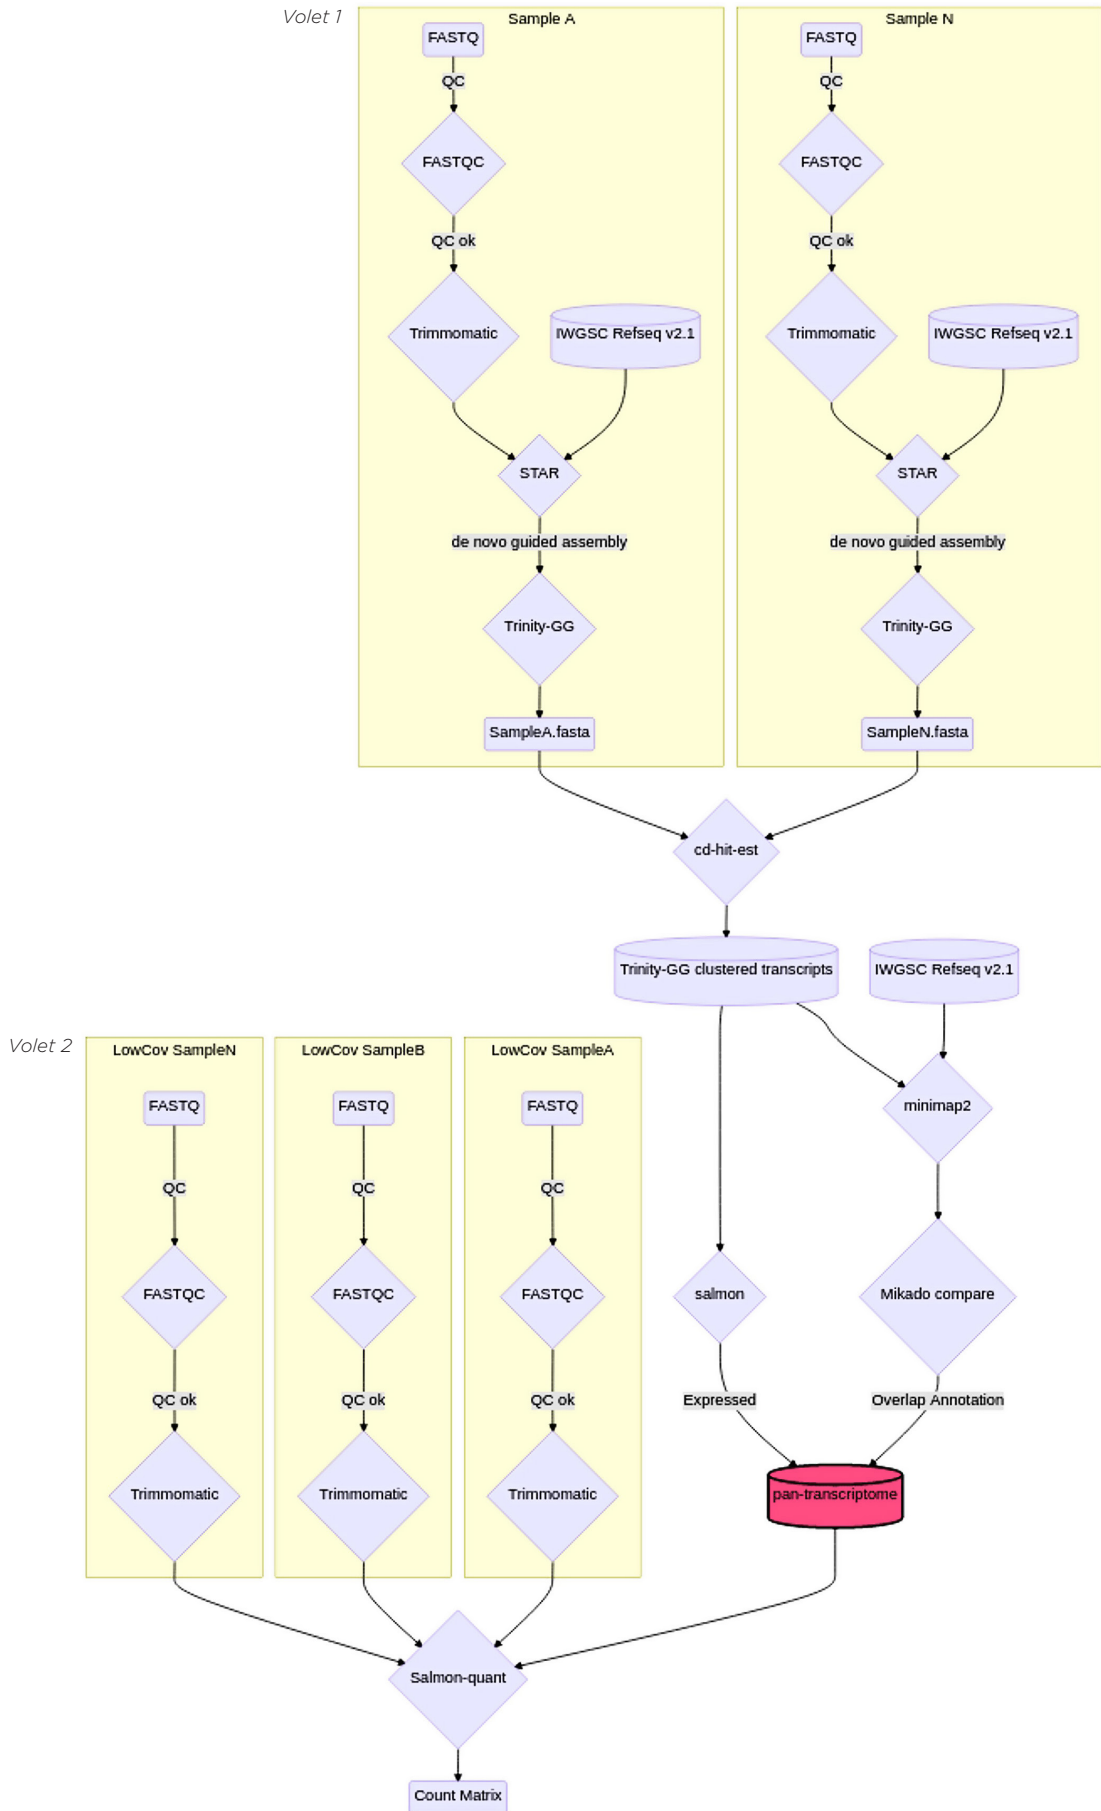 Volet 1
Sample A
FASTQ
QC
FASTQC
QC ok
Trimmomatic
IWGSC Refseq v2.1
STAR
de novo guided assembly
Trinity-GG
SampleA.fasta
Sample N
FASTQ
QC
FASTQC
QC ok
Trimmomatic
IWGSC Refseq v2.1
STAR
de novo guided assembly
Trinity-GG
SampleN.fasta
cd-hit-est
Trinity-GG clustered transcripts
IWGSC Refseq v2.1
minimap2
salmon
Mikado compare
Expressed
Overlap Annotation
pan-transcriptome
Volet 2
LowCov SampleN
FASTQ
QC
FASTQC
QC ok
Trimmomatic
LowCov SampleB
FASTQ
QC
FASTQC
QC ok
Trimmomatic
LowCov SampleA
FASTQ
QC
FASTQC
QC ok
Trimmomatic
Salmon-quant
Count Matrix